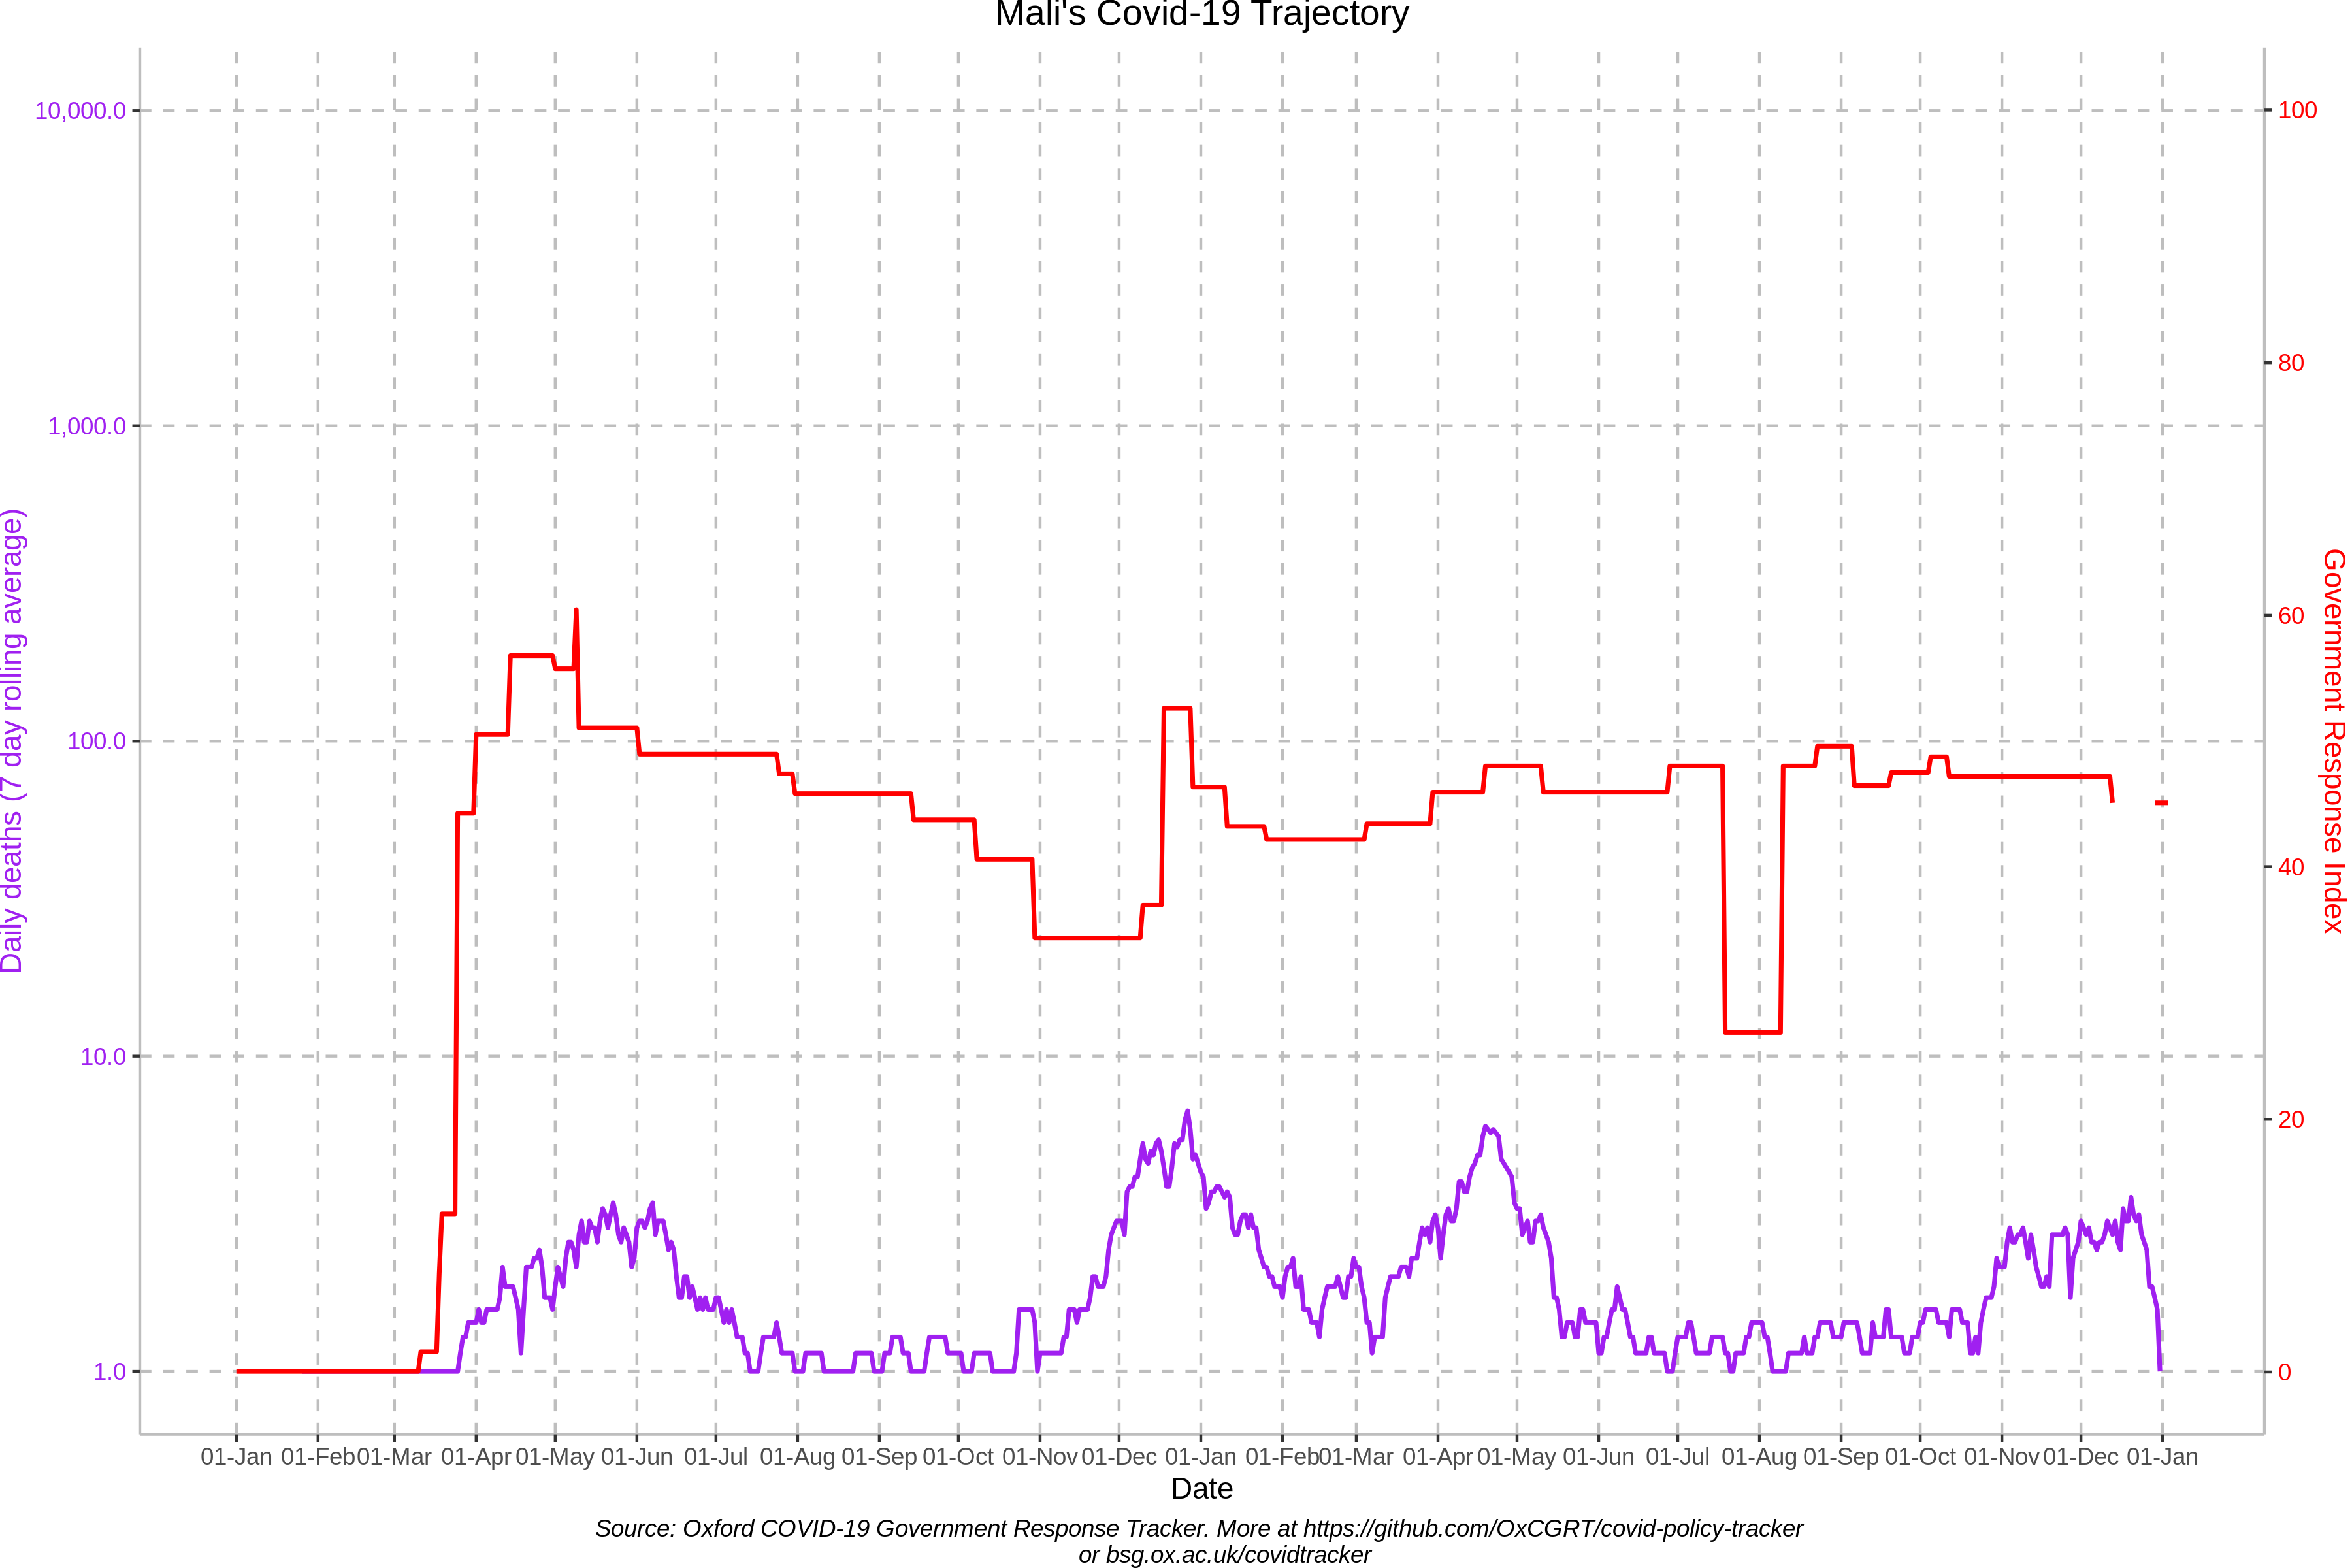 Mali's Covid-19 Trajectory
10,000.0
1,000.0
100.0
10.0
1.0
Daily deaths (7 day rolling average)
100
80
60
40
20
0
Government Response Index
01-Jan 01-Feb 01-Mar 01-Apr 01-May 01-Jun 01-Jul 01-Aug 01-Sep 01-Oct 01-Nov 01-Dec 01-Jan 01-Feb 01-Mar 01-Apr 01-May 01-Jun 01-Jul 01-Aug 01-Sep 01-Oct 01-Nov 01-Dec 01-Jan
Date
Source: Oxford COVID-19 Government Response Tracker. More at https://github.com/OxCGRT/covid-policy-tracker
or bsg.ox.ac.uk/covidtracker